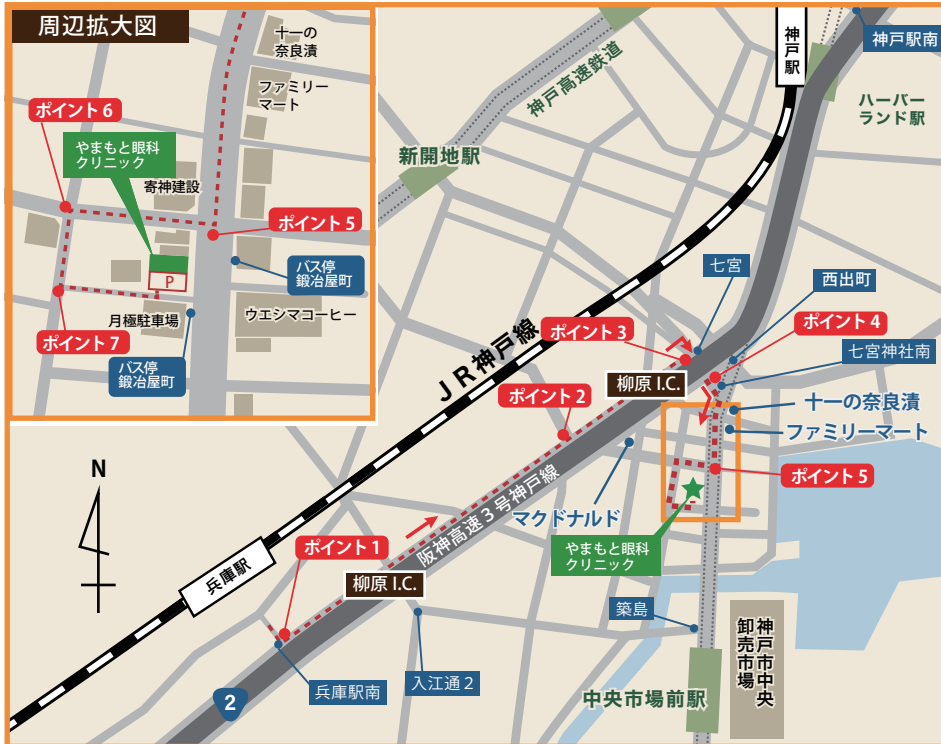 周辺拡大図
十一の
奈良漬
ファミリー
マート
ポイント 6
やまもと眼科
クリニック
寄神建設
ポイント 5
バス停
鍛冶屋町
P
ウエシマコーヒー
月極駐車場
ポイント 7
バス停
鍛冶屋町
神戸駅
神戸駅南
神戸高速鉄道
ハーバー
ランド駅
新開地駅
七宮
西出町
JR神戸線
ポイント 3
ポイント 4
七宮神社南
柳原 I.C.
ポイント 2
十一の奈良漬
ファミリーマート
N
阪神高速3号神戸線
ポイント 5
マクドナルド
ポイント 1
やまもと眼科
クリニック
兵庫駅
柳原 I.C.
築島
神戸市中央
卸売市場
兵庫駅南
入江通2
2
中央市場前駅